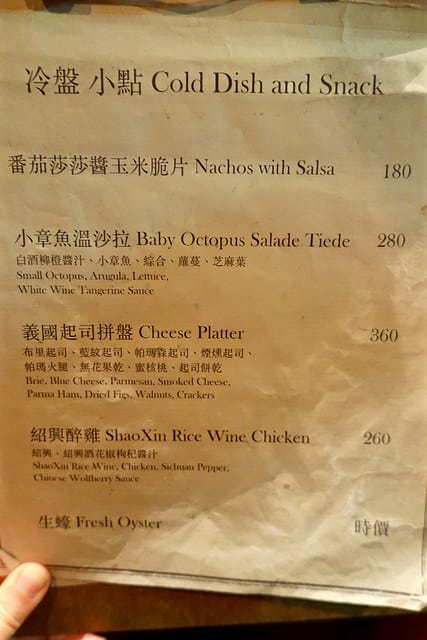 冷盤 小點 Cold Dish and Snack
番茄莎莎醬玉米脆片 Nachos with Salsa 180
小章魚溫沙拉 Baby Octopus Salade Tiede 280
白酒柳橙醬汁、小章魚、綜合、蘿蔓、芝麻葉
Small Octopus, Arugula, Lettuce,
White Wine Tangerine Sauce
義國起司拼盤 Cheese Platter 360
布里起司、藍紋起司、帕瑪森起司、煙燻起司、
帕瑪火腿、無花果乾、蜜核桃、起司餅乾
Brie, Blue Cheese, Parmesan, Smoked Cheese,
Parma Ham, Dried Figs, Walnuts, Crackers
紹興醉雞 ShaoXin Rice Wine Chicken 260
紹興、紹興酒花椒枸杞醬汁
ShaoXin Rice Wine, Chicken, Sichuan Pepper,
Chinese Wolfberry Sauce
生蠔 Fresh Oyster 時價